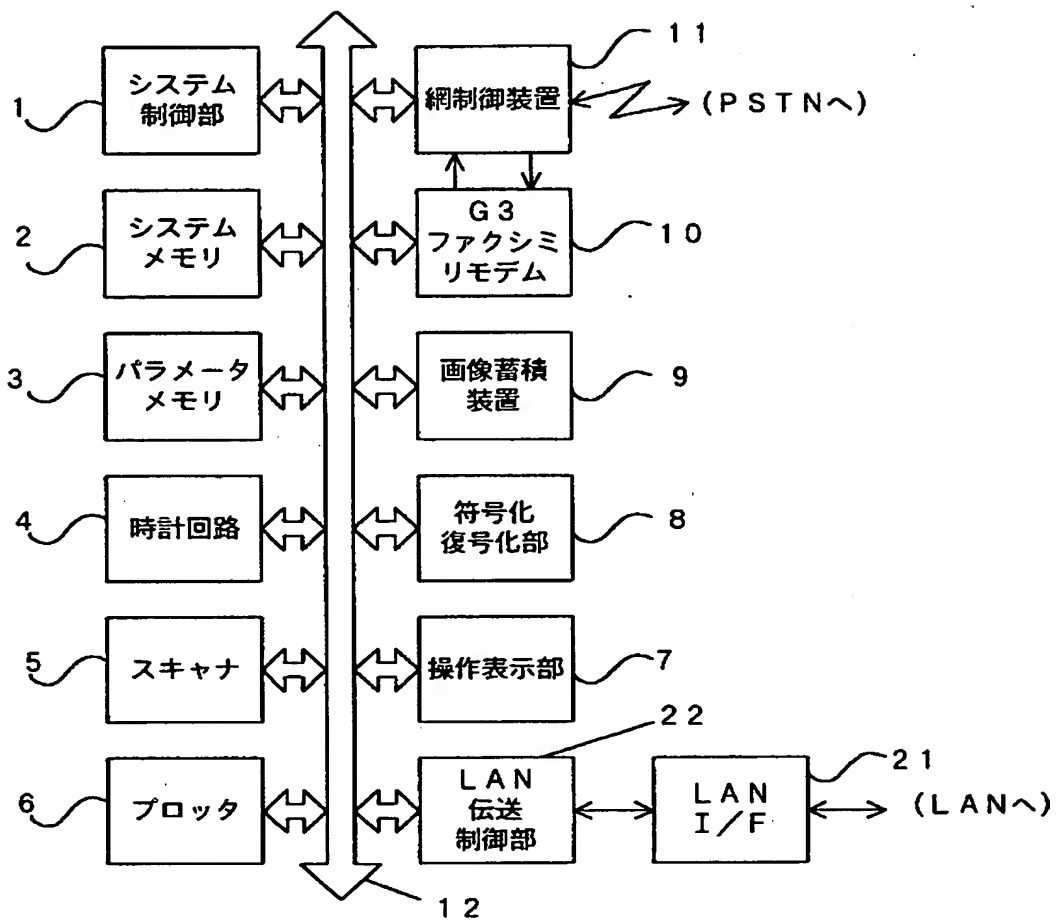 11
1
システム
制御部
網制御装置
(PSTNへ)
2
システム
メモリ
G3
ファクシミ
リモデム
10
3
パラメータ
メモリ
画像蓄積
装置
9
4
時計回路
符号化
復号化部
8
5
スキャナ
操作表示部
7
22
6
プロッタ
LAN
伝送
制御部
LAN
I/F
21
(LANへ)
12